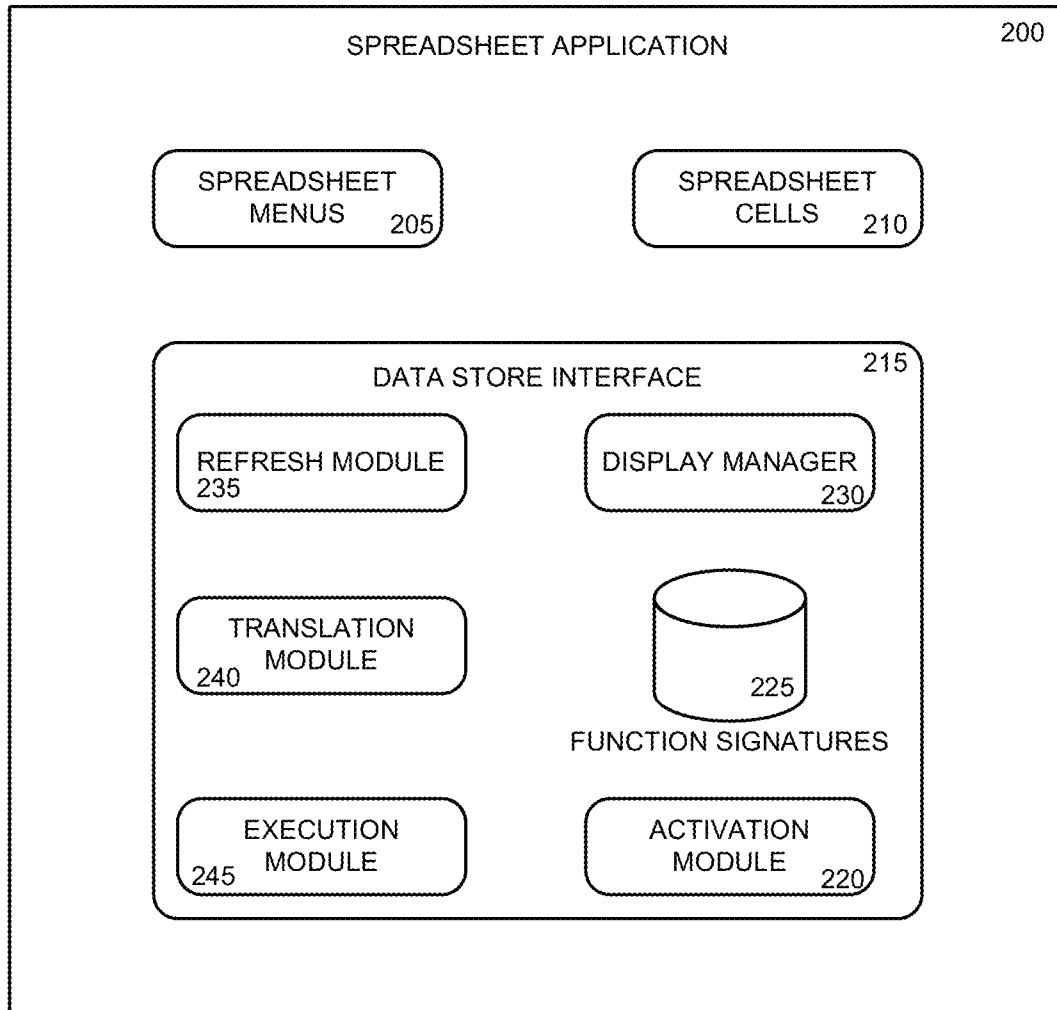 SPREADSHEET APPLICATION
200
SPREADSHEET
MENUS
205
SPREADSHEET
CELLS
210
DATA STORE INTERFACE
215
REFRESH MODULE
235
DISPLAY MANAGER
230
TRANSLATION
MODULE
240
225
FUNCTION SIGNATURES
EXECUTION
MODULE
245
ACTIVATION
MODULE
220